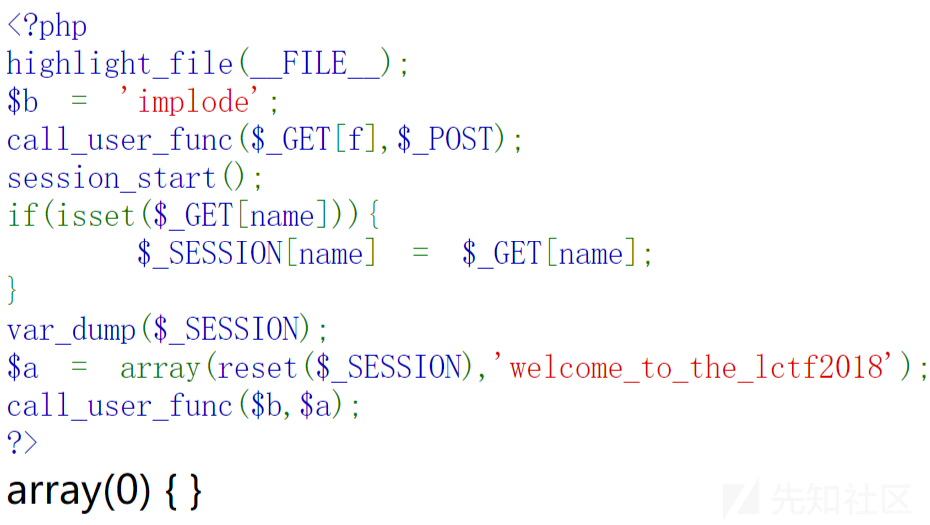 <?php
highlight_file(__FILE__);
$b = 'implode';
call_user_func($_GET[f],$_POST);
session_start();
if(isset($_GET[name])){
        $_SESSION[name] = $_GET[name];
}
var_dump($_SESSION);
$a = array(reset($_SESSION),'welcome_to_the_lctf2018');
call_user_func($b,$a);
?>
array(0) { }
先知社区